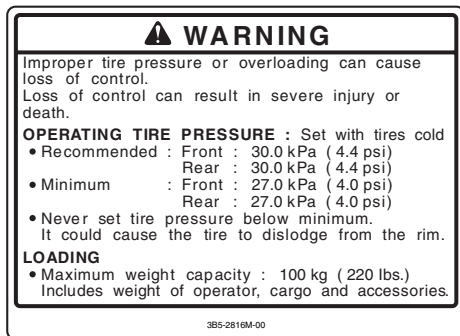 WARNING
Improper tire pressure or overloading can cause
loss of control.
Loss of control can result in severe injury or
death.
OPERATING TIRE PRESSURE : Set with tires cold
• Recommended : Front : 30.0 kPa ( 4.4 psi)
Rear : 30.0 kPa ( 4.4 psi)
• Minimum : Front : 27.0 kPa ( 4.0 psi)
Rear : 27.0 kPa ( 4.0 psi)
• Never set tire pressure below minimum.
It could cause the tire to dislodge from the rim.
LOADING
• Maximum weight capacity : 100 kg ( 220 lbs.)
Includes weight of operator, cargo and accessories.
3B5-2816M-00